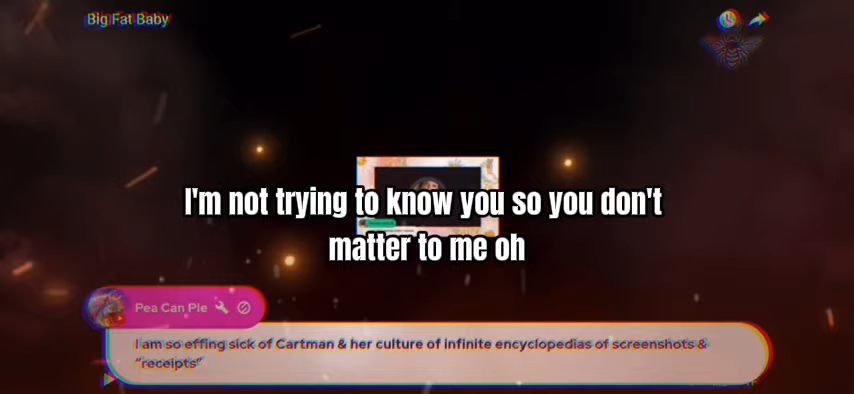 Big Fat Baby
I'm not trying to know you so you don't
matter to me oh
Pea Can Pie
I am so effing sick of Cartman & her culture of infinite encyclopedias of screenshots &
“receipts”